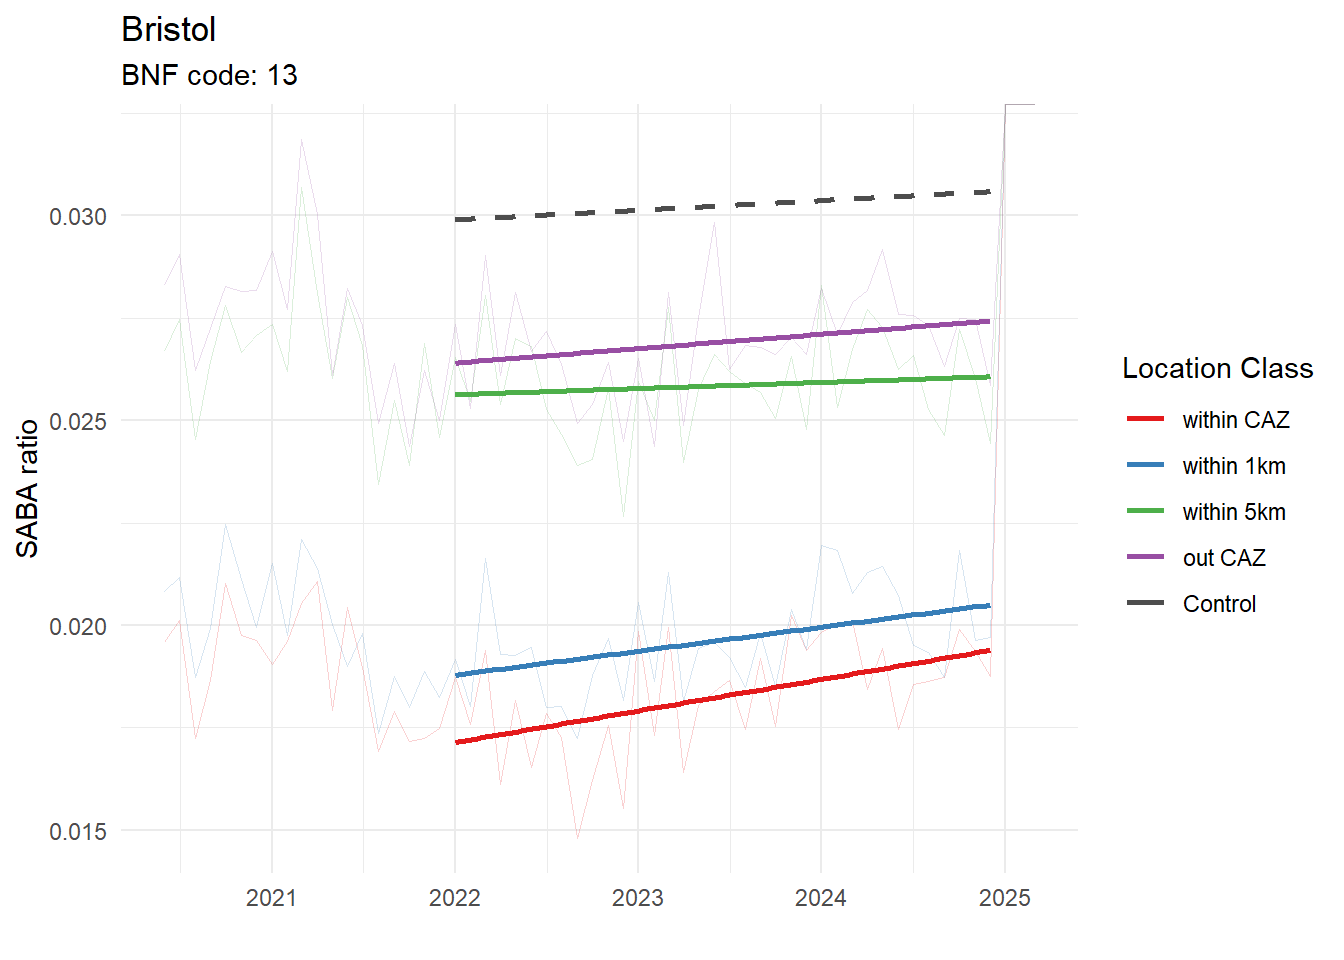 Bristol
BNF code: 13
SABA ratio
0.030
0.025
0.020
0.015
2021
2022
2023
2024
2025
Location Class
within CAZ
within 1km
within 5km
out CAZ
Control